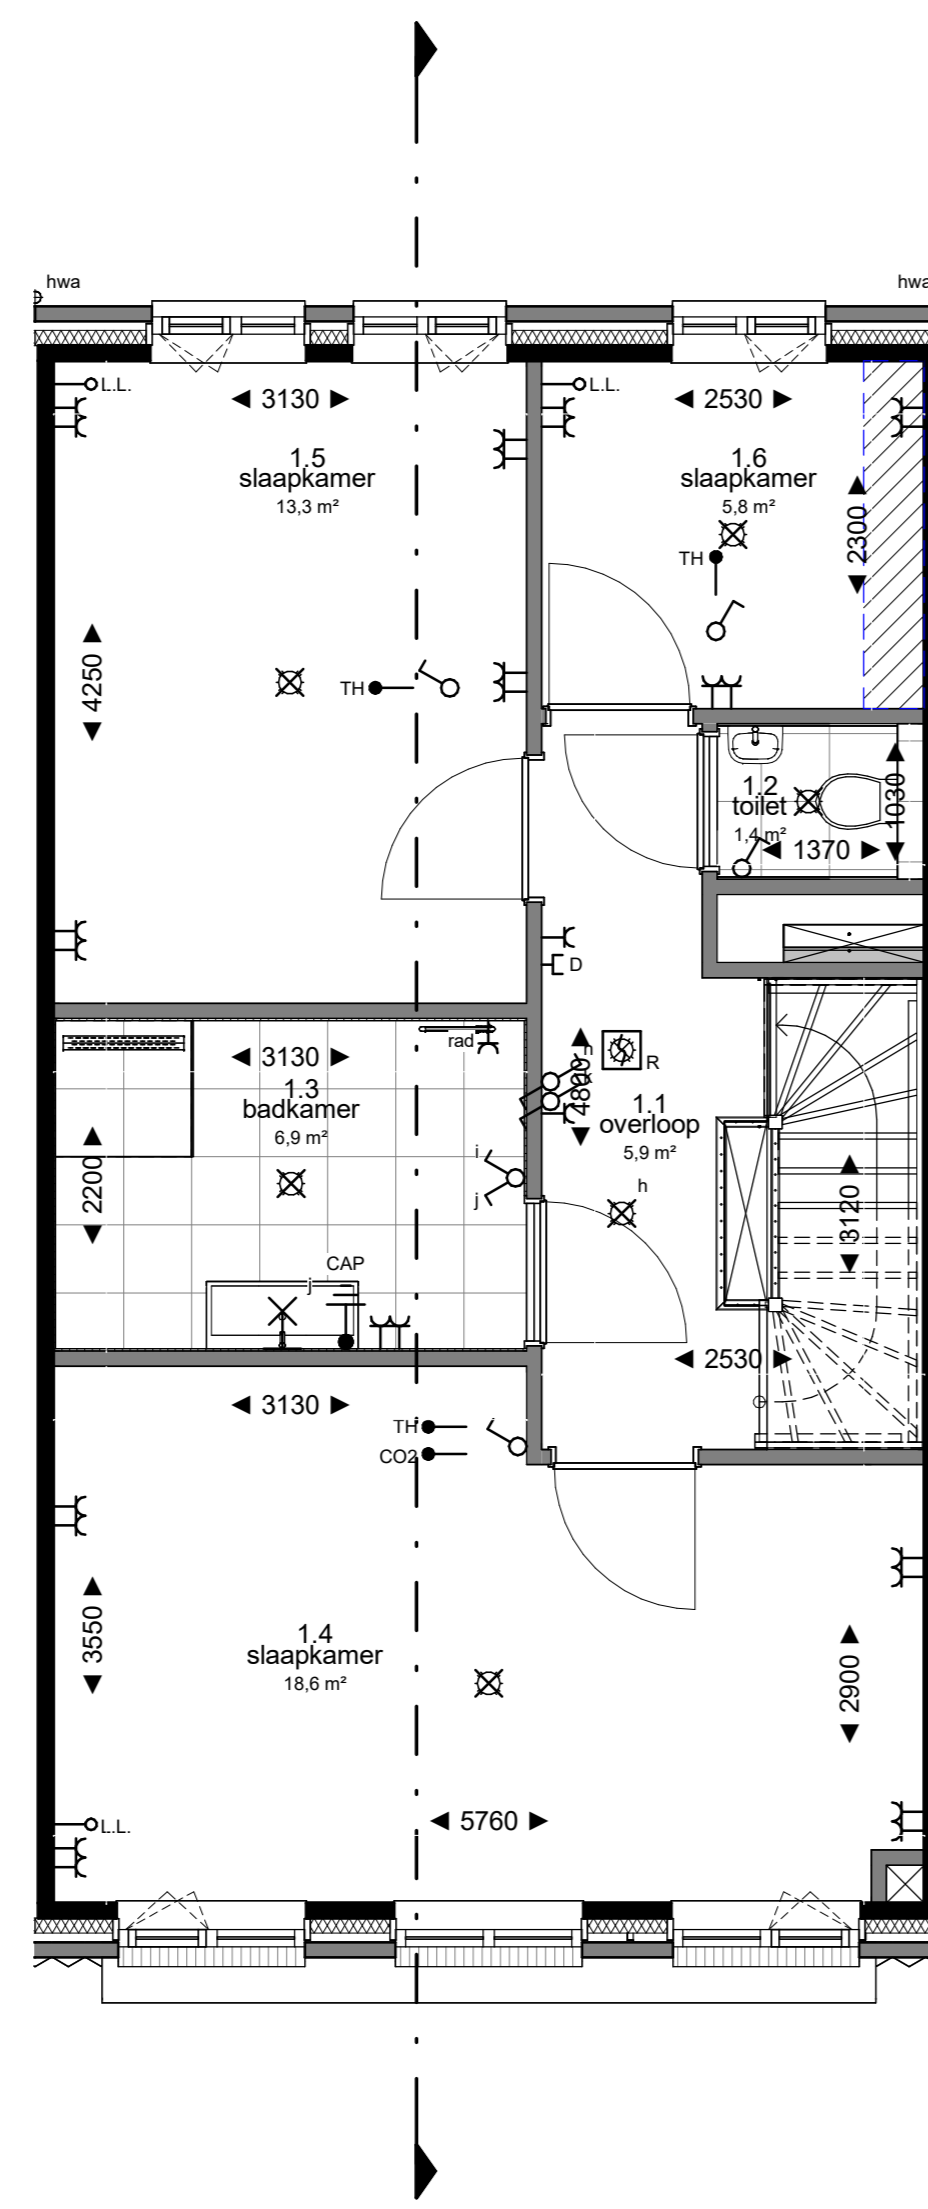 hwa
hwa
L.L.
3130
L.L.
2530
1.5
slaapkamer
13,3 m²
1.6
slaapkamer
5,8 m²
2300
TH
4250
TH
1.2
toilet
1,4 m²
1030
1370
D
rad
3130
1.3
badkamer
6,9 m²
R
4800
1.1
overloop
5,9 m²
h
2200
i
j
3120
CAP
j
2530
3130
TH
CO2
3550
1.4
slaapkamer
18,6 m²
2900
L.L.
5760